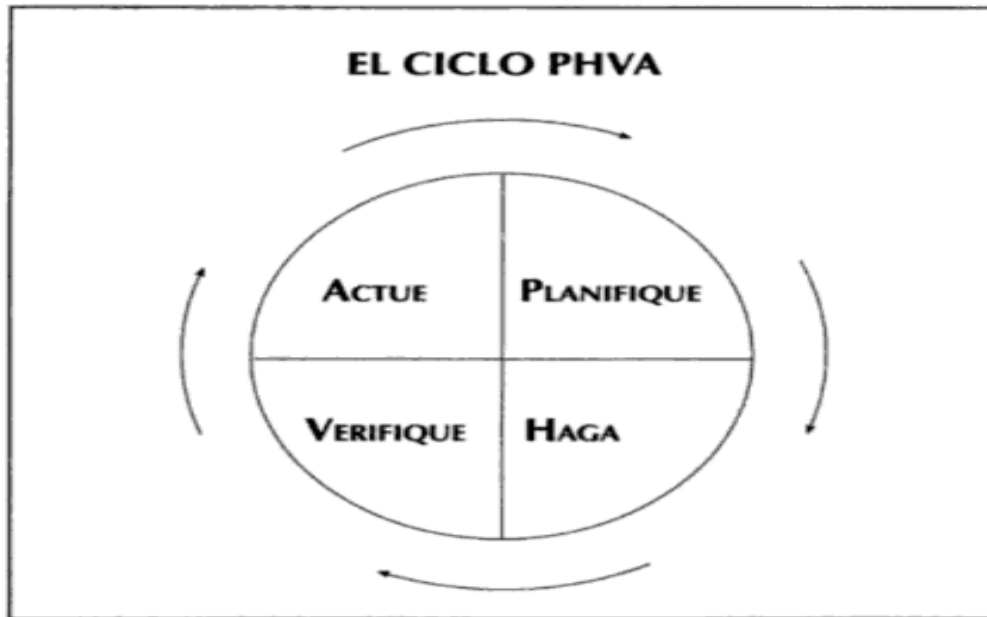 EL CICLO PHVA
ACTUE
PLANIFIQUE
VERIFIQUE
HAGA